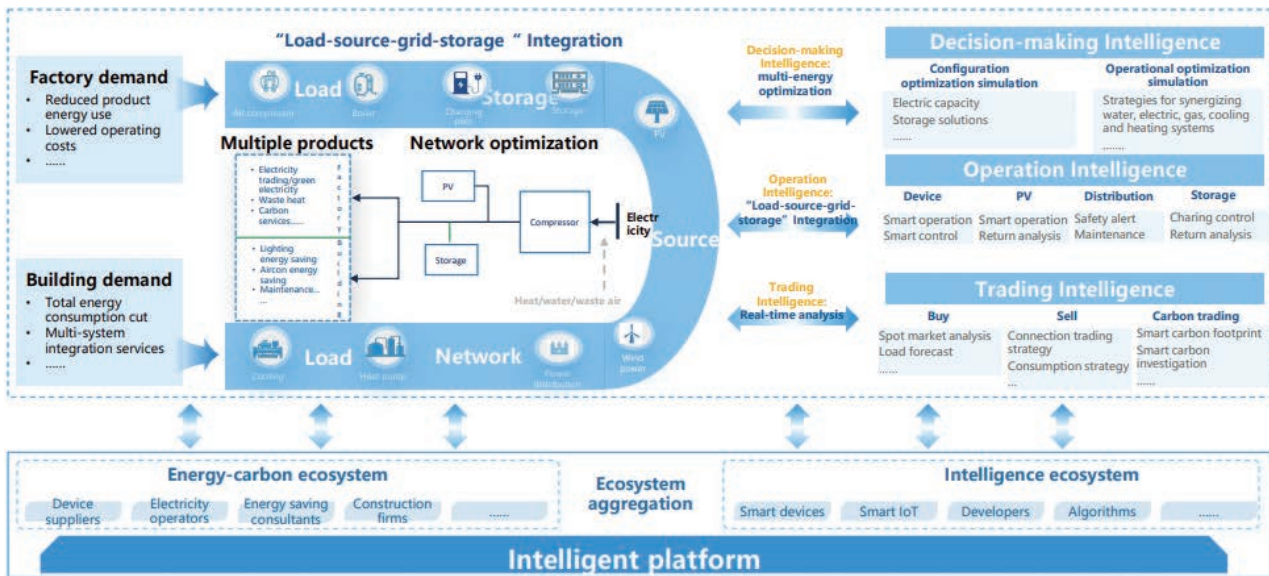 "Load-source-grid-storage " Integration
Factory demand
• Reduced product
energy use
• Lowered operating
costs
• ......
Building demand
• Total energy
consumption cut
• Multi-system
integration services
• ......
Load
Storage
Air compressor
Boiler
Charging
Storage
PV
Source
Multiple products
Network optimization
• Electricity
trading/green
electricity
• Waste heat
• Carbon
services......
Factory
• Lighting
energy saving
• Aircon energy
saving
• Maintenance...
...
Building
PV
Storage
Compressor
Electr
icity
Heat/water/waste air
Load
Network
Heat pump
Power
distribution
Wind
power
Decision-making
Intelligence:
multi-energy
optimization
Operation
Intelligence:
"Load-source-grid-
storage" Integration
Trading
Intelligence:
Real-time analysis
Decision-making Intelligence
Configuration
optimization simulation
Electric capacity
Storage solutions
......
Operational optimization
simulation
Strategies for synergizing
water, electric, gas, cooling
and heating systems
.......
Operation Intelligence
Device
Smart operation
Smart control
PV
Smart operation
Return analysis
Distribution
Safety alert
Maintenance
Storage
Charing control
Return analysis
Trading Intelligence
Buy
Spot market analysis
Load forecast
......
Sell
Connection trading
strategy
Consumption strategy
...
Carbon trading
Smart carbon footprint
Smart carbon
investigation
......
Energy-carbon ecosystem
Device
suppliers
Electricity
operators
Energy saving
consultants
Construction
firms
......
Ecosystem
aggregation
Intelligence ecosystem
Smart devices
Smart IoT
Developers
Algorithms
......
Intelligent platform